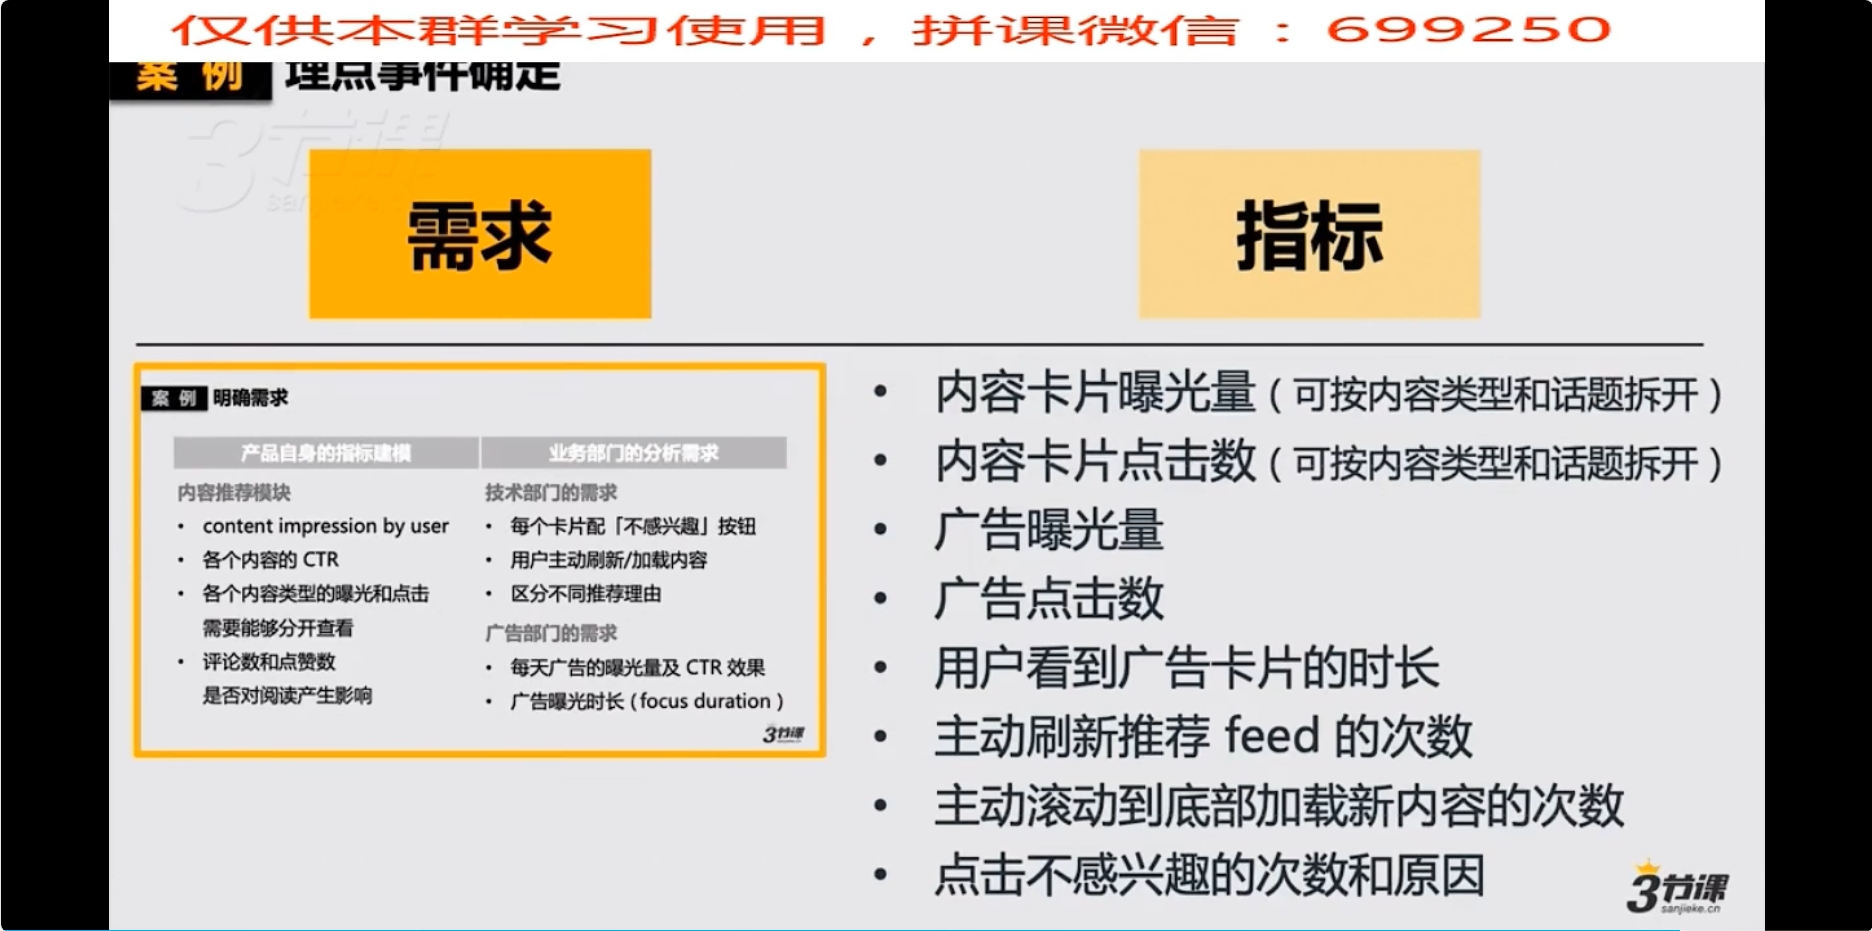 仅供本群学习使用，拼课微信：699250
案 例 埋点事件确定
3节课
需求
指标
案 例 明确需求
产品自身的指标建模
内容推荐模块
• content impression by user
• 各个内容的 CTR
• 各个内容类型的曝光和点击
需要能够分开查看
• 评论数和点赞数
是否对阅读产生影响
业务部门的分析需求
技术部门的需求
• 每个卡片配「不感兴趣」按钮
• 用户主动刷新/加载内容
• 区分不同推荐理由
广告部门的需求
• 每天广告的曝光量及 CTR 效果
• 广告曝光时长 ( focus duration )
3节课
• 内容卡片曝光量 ( 可按内容类型和话题拆开 )
• 内容卡片点击数 ( 可按内容类型和话题拆开 )
• 广告曝光量
• 广告点击数
• 用户看到广告卡片的时长
• 主动刷新推荐 feed 的次数
• 主动滚动到底部加载新内容的次数
• 点击不感兴趣的次数和原因
3节课
sanjieke.cn